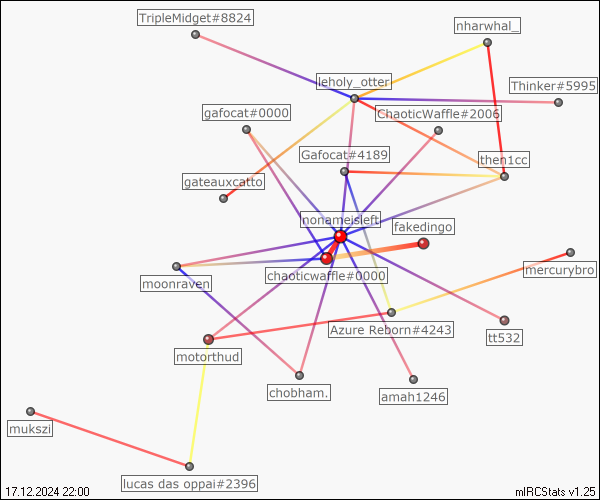 TripleMidget#8824
nharwhal_
leholy_otter
Thinker#5995
gafocat#0000
ChaoticWaffle#2006
Gafocat#4189
then1cc
gateauxcatto
nonameisleft
fakedingo
mercurybro
chaoticwaffle#0000
moonraven
Azure Reborn#4243
tt532
motorthud
chobham.
amah1246
mukszi
lucas das oppai#2396
17.12.2024 22:00
mIRCStats v1.25